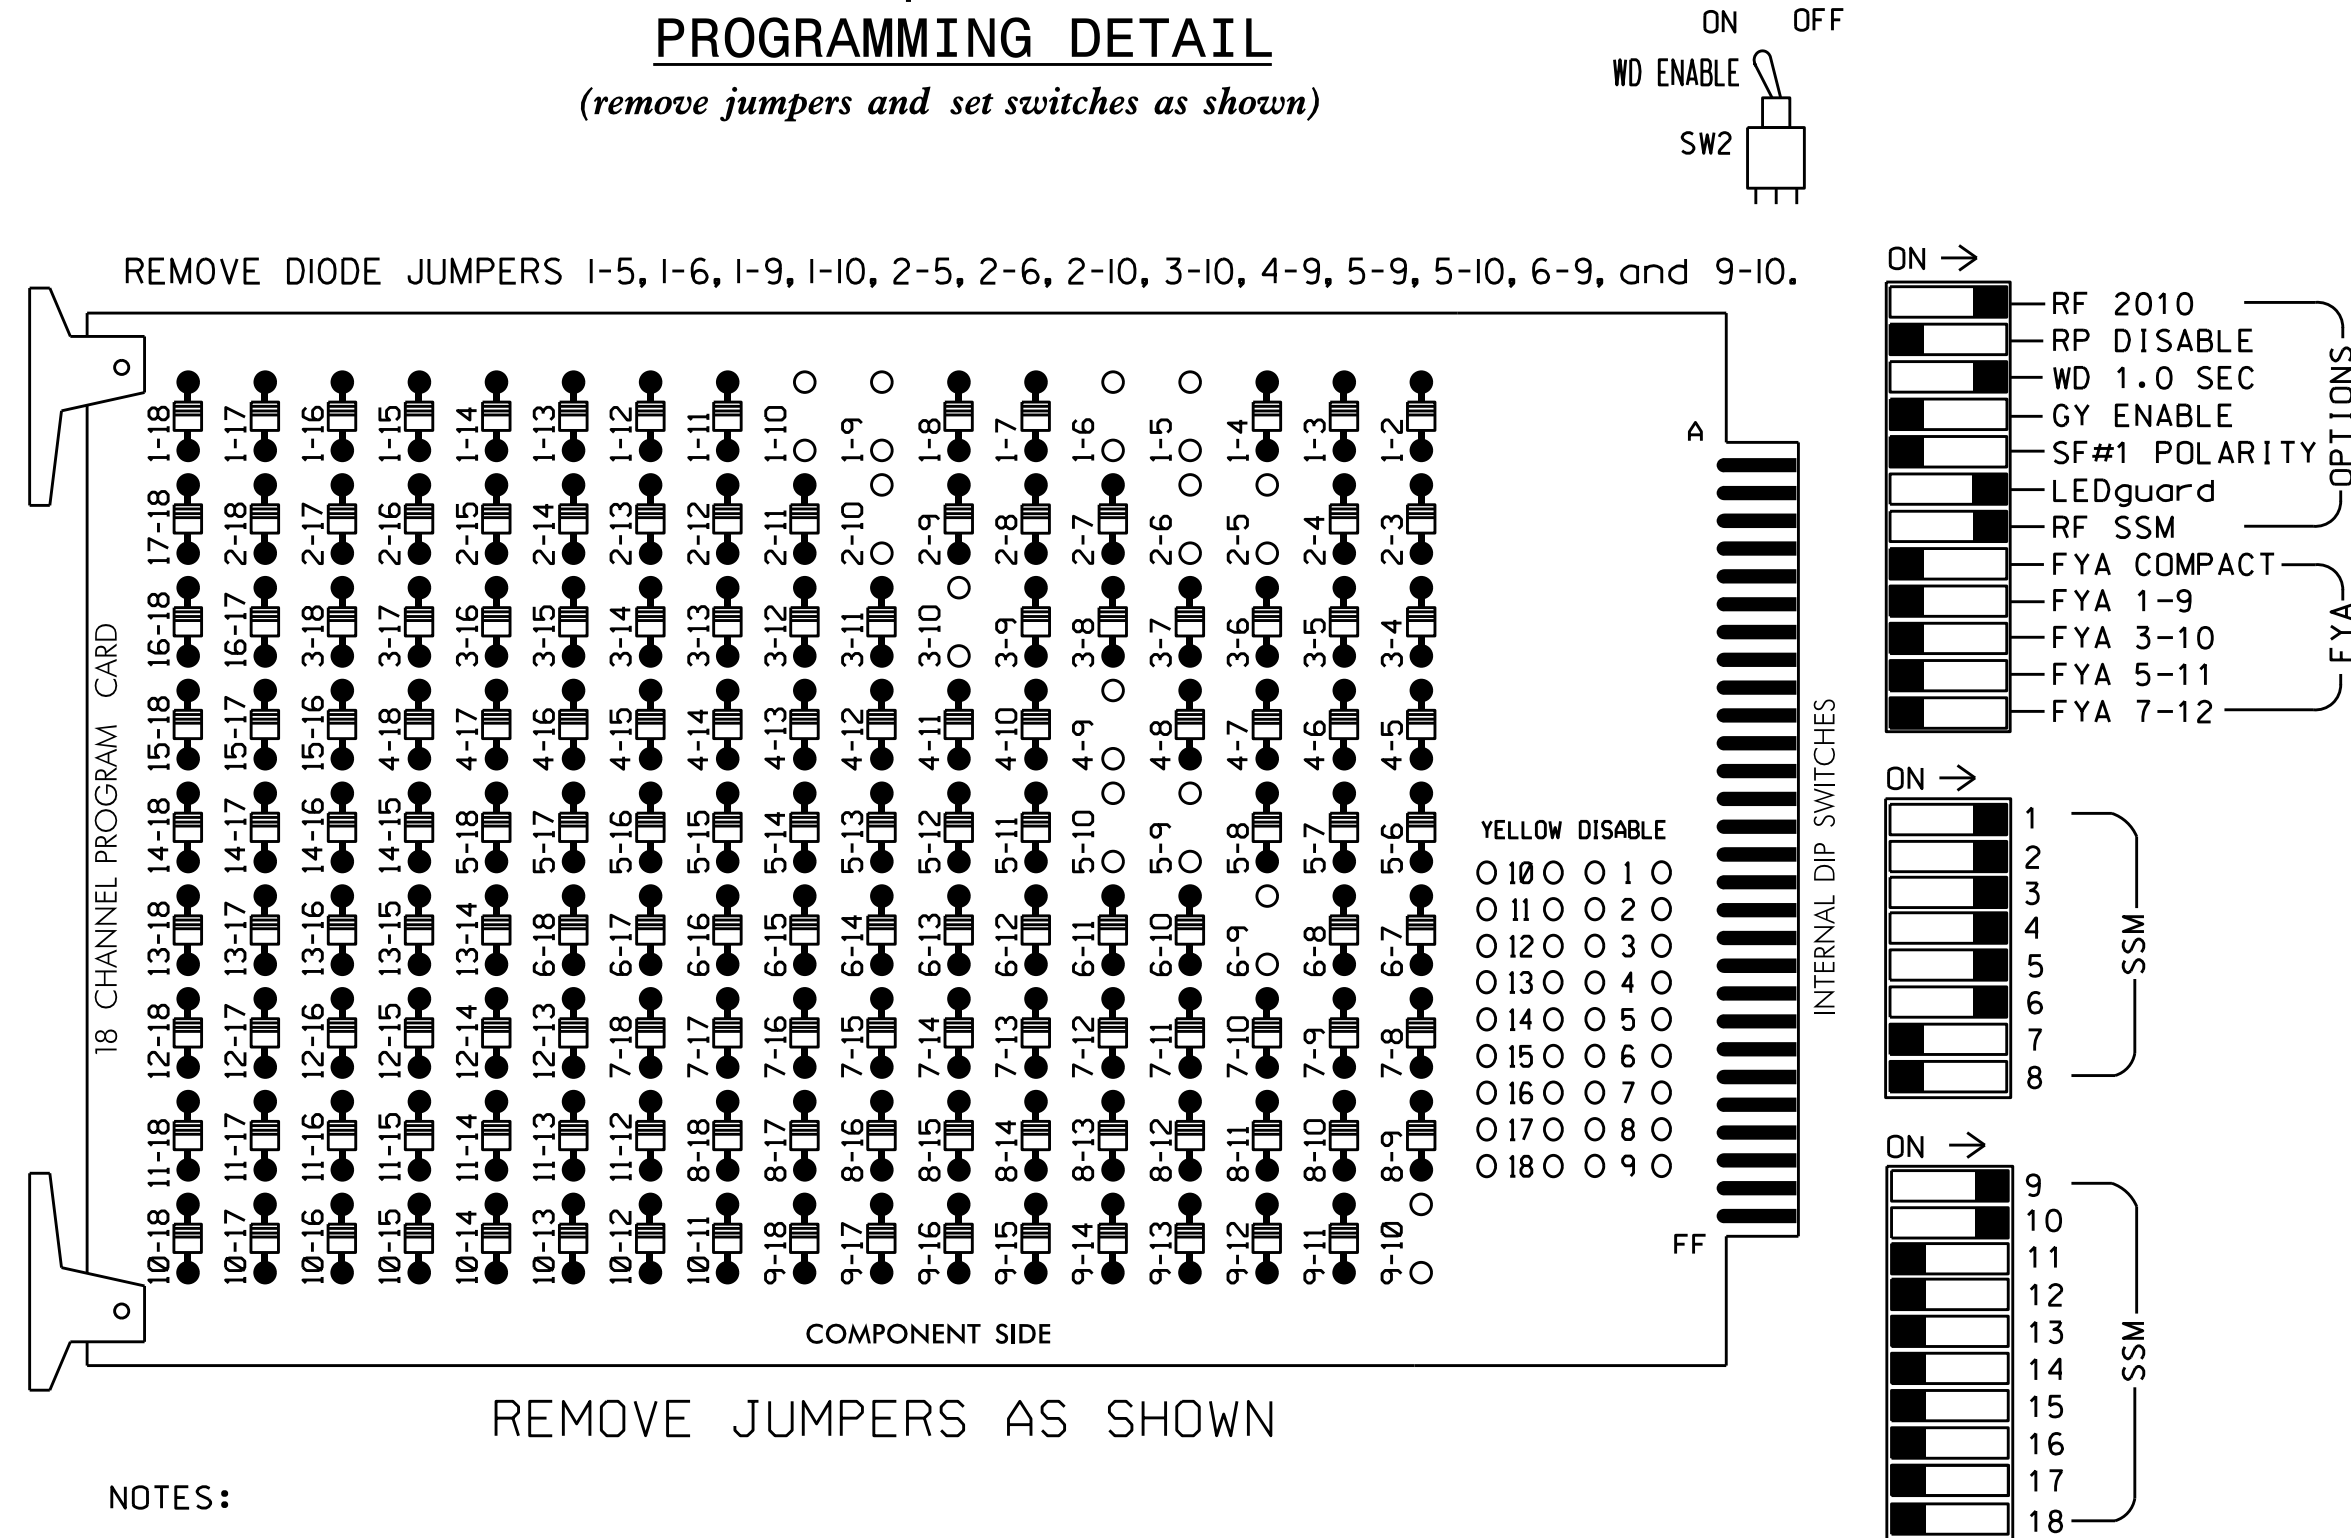 PROGRAMMING DETAIL
(remove jumpers and set switches as shown)
ON OFF
WD ENABLE
SW2
REMOVE DIODE JUMPERS 1-5, 1-6, 1-9, 1-10, 2-5, 2-6, 2-10, 3-10, 4-9, 5-9, 5-10, 6-9, and 9-10.
18 CHANNEL PROGRAM CARD
1-18 1-17 1-16 1-15 1-14 1-13 1-12 1-11 1-10 1-9 1-8 1-7 1-6 1-5 1-4 1-3 1-2
17-18 2-18 2-17 2-16 2-15 2-14 2-13 2-12 2-11 2-10 2-9 2-8 2-7 2-6 2-5 2-4 2-3
16-18 16-17 3-18 3-17 3-16 3-15 3-14 3-13 3-12 3-11 3-10 3-9 3-8 3-7 3-6 3-5 3-4
15-18 15-17 15-16 4-18 4-17 4-16 4-15 4-14 4-13 4-12 4-11 4-10 4-9 4-8 4-7 4-6 4-5
14-18 14-17 14-16 14-15 5-18 5-17 5-16 5-15 5-14 5-13 5-12 5-11 5-10 5-9 5-8 5-7 5-6
13-18 13-17 13-16 13-15 13-14 6-18 6-17 6-16 6-15 6-14 6-13 6-12 6-11 6-10 6-9 6-8 6-7
12-18 12-17 12-16 12-15 12-14 12-13 7-18 7-17 7-16 7-15 7-14 7-13 7-12 7-11 7-10 7-9 7-8
11-18 11-17 11-16 11-15 11-14 11-13 11-12 8-18 8-17 8-16 8-15 8-14 8-13 8-12 8-11 8-10 8-9
10-18 10-17 10-16 10-15 10-14 10-13 10-12 10-11 9-18 9-17 9-16 9-15 9-14 9-13 9-12 9-11 9-10
A
YELLOW DISABLE
10 1
11 2
12 3
13 4
14 5
15 6
16 7
17 8
18 9
FF
COMPONENT SIDE
INTERNAL DIP SWITCHES
ON
RF 2010
RP DISABLE
WD 1.0 SEC
GY ENABLE
SF#1 POLARITY
LEDguard
RF SSM
OPTIONS
FYA COMPACT
FYA 1-9
FYA 3-10
FYA 5-11
FYA 7-12
FYA
ON
1
2
3
4
5
6
7
8
SSM
ON
9
10
11
12
13
14
15
16
17
18
SSM
REMOVE JUMPERS AS SHOWN
NOTES: